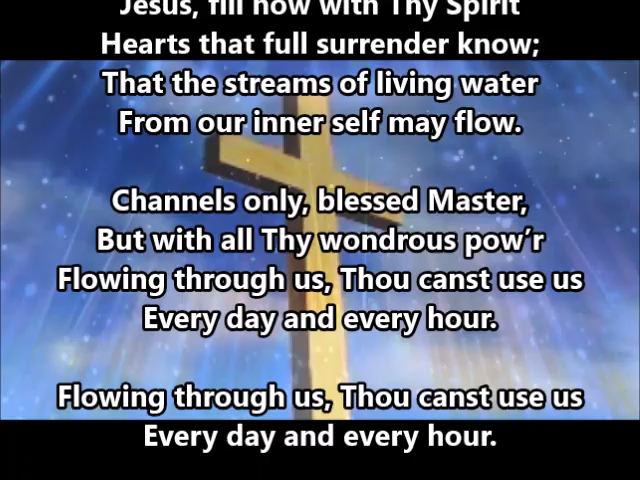 Jesus, fill now with Thy Spirit
Hearts that full surrender know;
That the streams of living water
From our inner self may flow.
Channels only, blessed Master,
But with all Thy wondrous pow’r
Flowing through us, Thou canst use us
Every day and every hour.
Flowing through us, Thou canst use us
Every day and every hour.